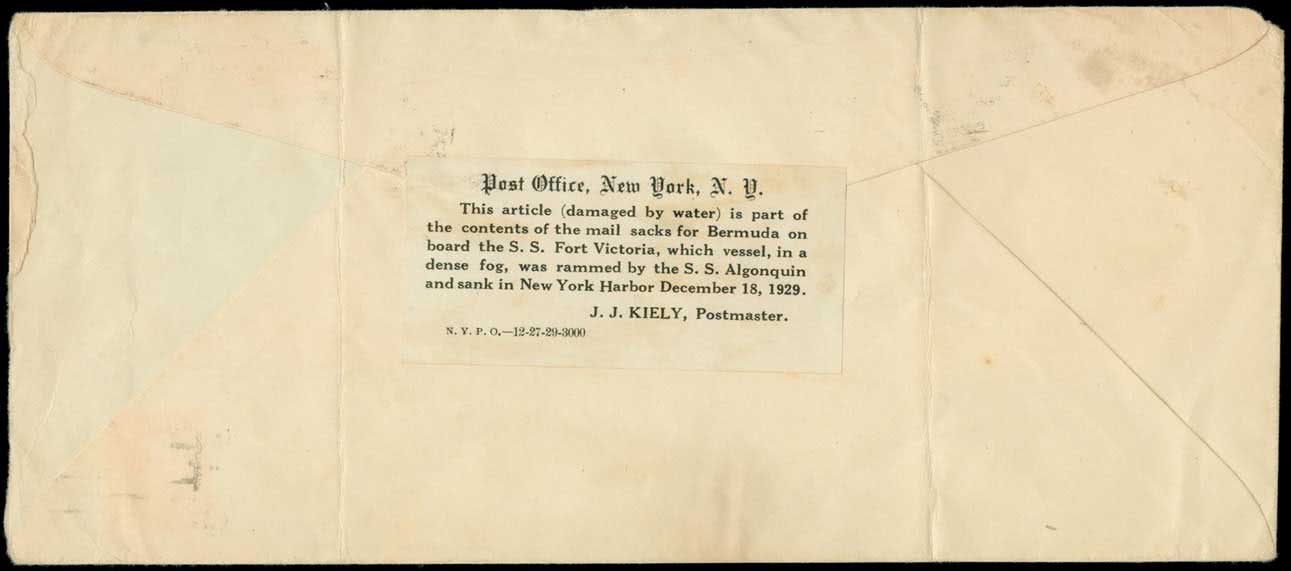 Post Office, New York, N. Y.
This article (damaged by water) is part of
the contents of the mail sacks for Bermuda on
board the S. S. Fort Victoria, which vessel, in a
dense fog, was rammed by the S. S. Algonquin
and sank in New York Harbor December 18, 1929.
J. J. KIELY, Postmaster.
N. Y. P. O.—12-27-29-3000